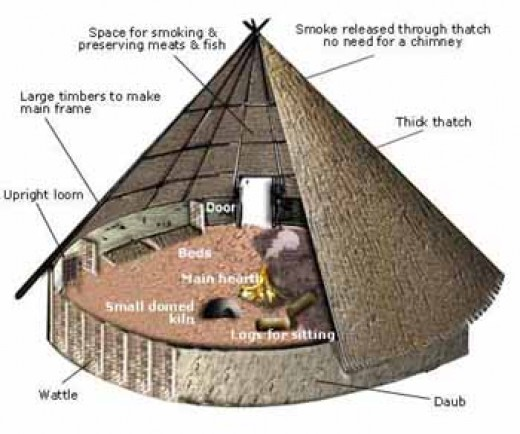 Space for smoking &
preserving meats & fish
Smoke released through thatch
no need for a chimney
Large timbers to make
main frame
Thick thatch
Upright loom
Door
Beds
Main hearth
Small domed
kiln
Logs for sitting
Wattle
Daub